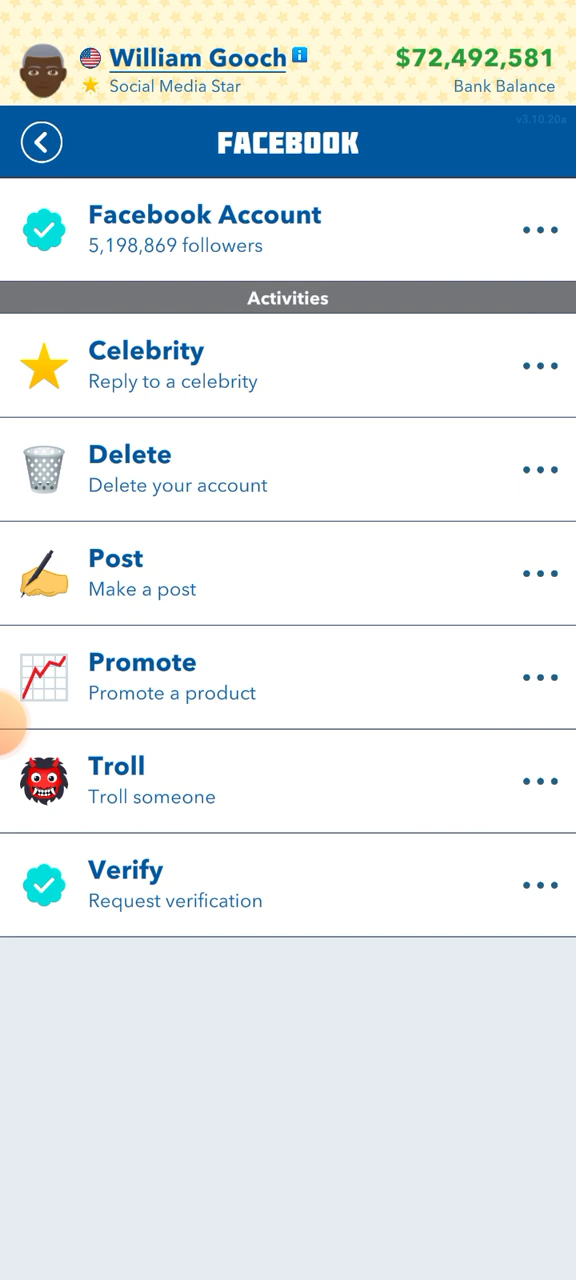 William Gooch
$72,492,581
Social Media Star
Bank Balance
v3.10.20a
FACEBOOK
Facebook Account
5,198,869 followers
Activities
Celebrity
Reply to a celebrity
Delete
Delete your account
Post
Make a post
Promote
Promote a product
Troll
Troll someone
Verify
Request verification